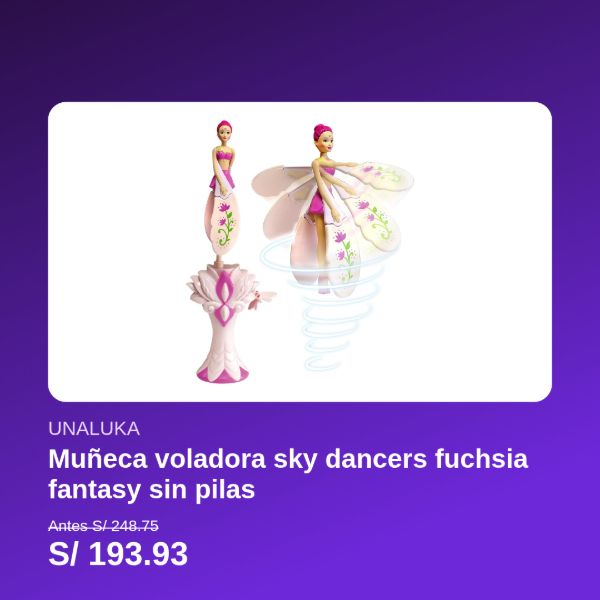 UNALUKA
Muñeca voladora sky dancers fuchsia
fantasy sin pilas
Antes S/ 248.75
S/ 193.93